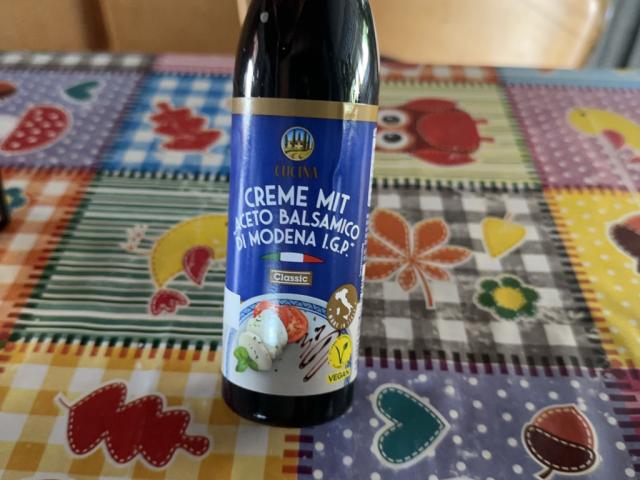 CUCINA
CREME MIT
„ACETO BALSAMICO
DI MODENA I.G.P.“
Classic
VEGAN